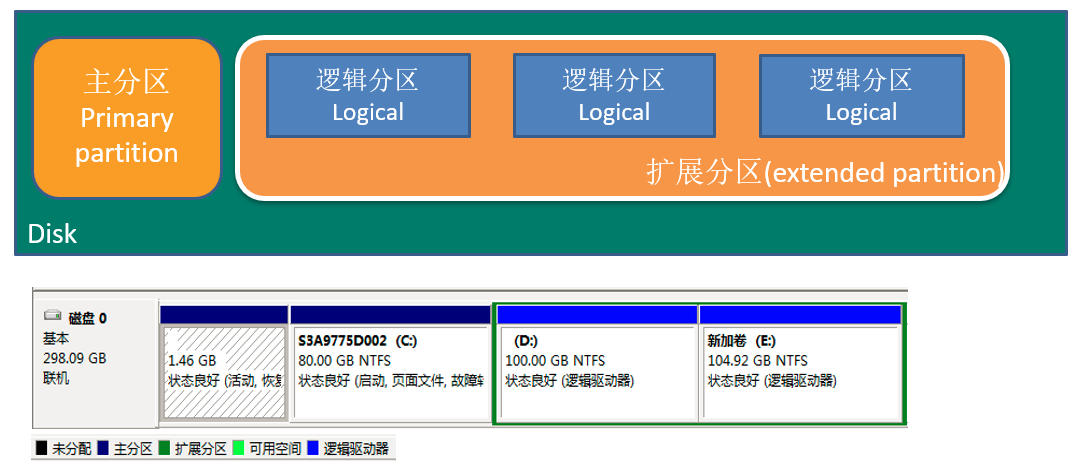 主分区
Primary
partition
逻辑分区
Logical
逻辑分区
Logical
逻辑分区
Logical
扩展分区(extended partition)
Disk
磁盘 0
基本
298.09 GB
联机
1.46 GB
状态良好 (活动, 恢复
S3A9775D002 (C:)
80.00 GB NTFS
状态良好 (启动, 页面文件, 故障转
(D:)
100.00 GB NTFS
状态良好 (逻辑驱动器)
新加卷 (E:)
104.92 GB NTFS
状态良好 (逻辑驱动器)
未分配 主分区 扩展分区 可用空间 逻辑驱动器